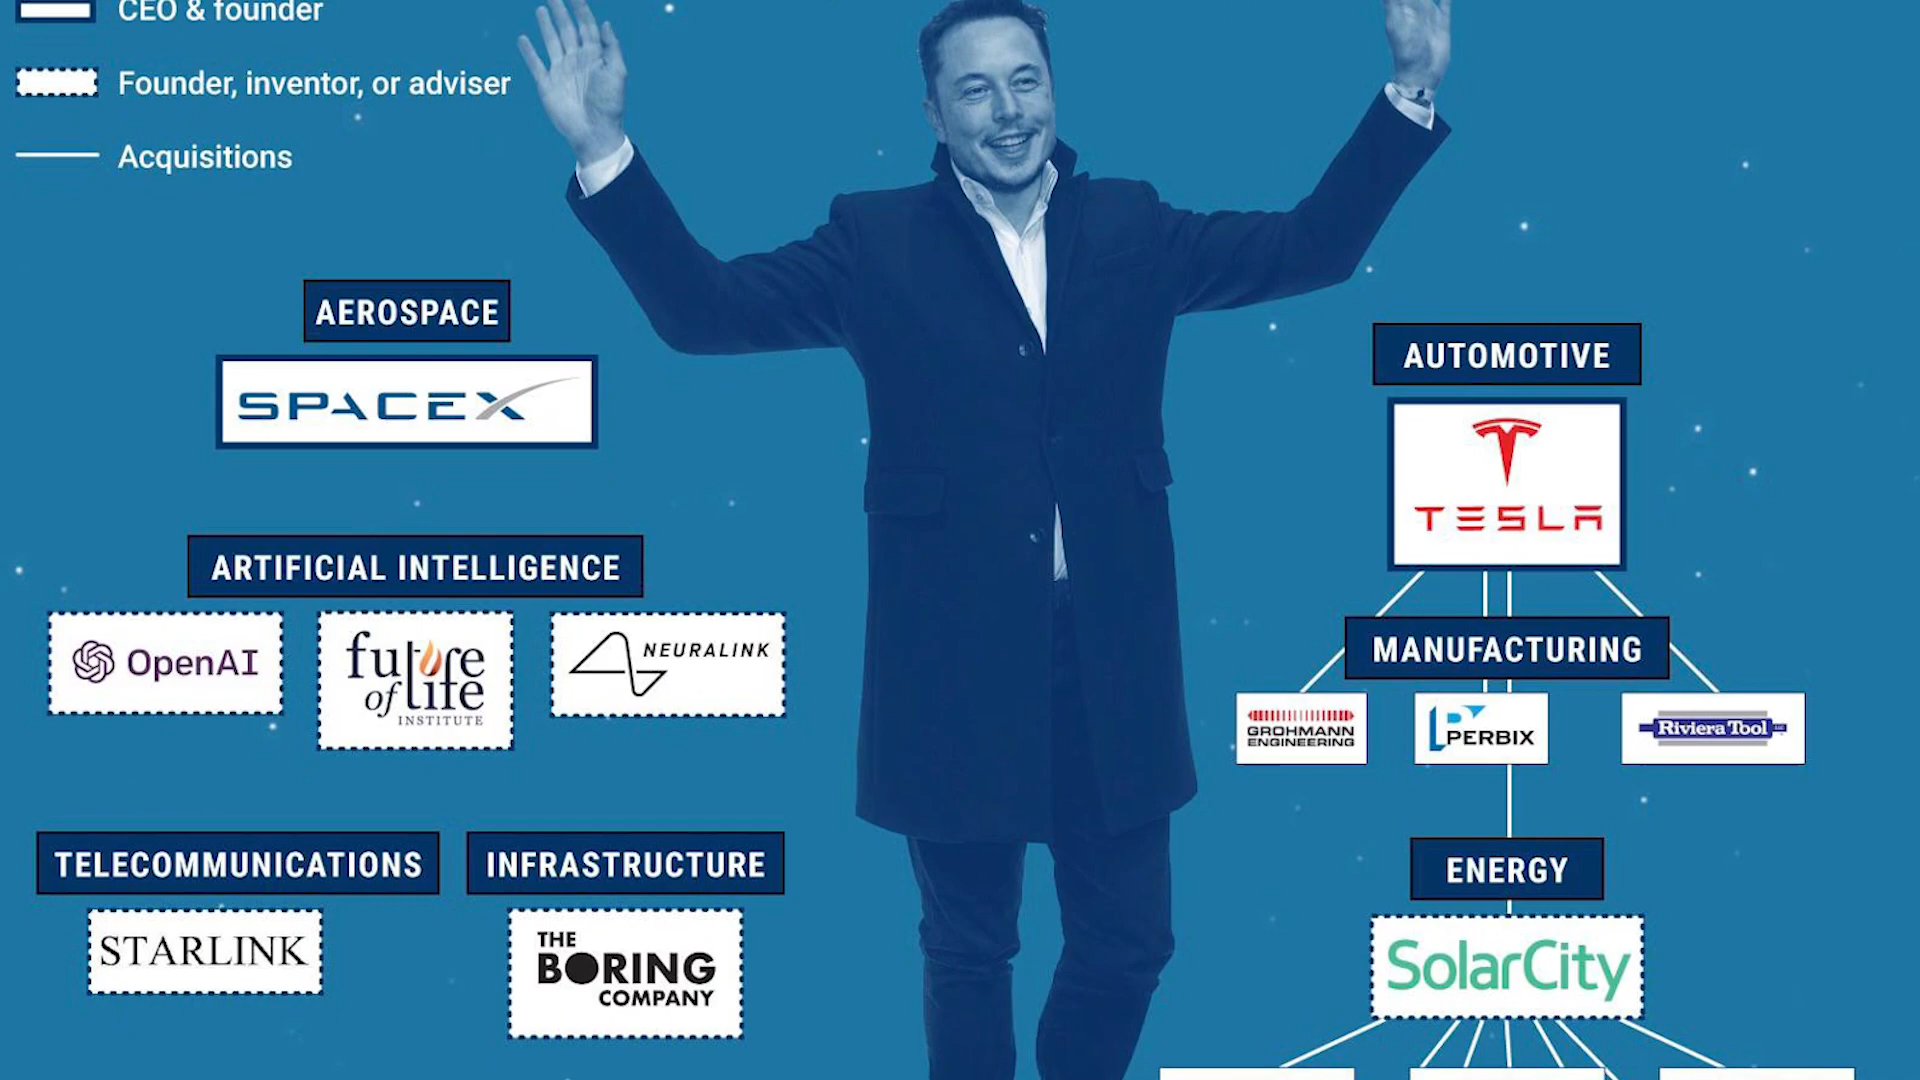 CEO & founder
Founder, inventor, or adviser
Acquisitions
AEROSPACE
SPACEX
ARTIFICIAL INTELLIGENCE
OpenAI
future
of life
INSTITUTE
NEURALINK
TELECOMMUNICATIONS
STARLINK
INFRASTRUCTURE
THE
BORING
COMPANY
AUTOMOTIVE
TESLA
MANUFACTURING
GROHMANN
ENGINEERING
PERBIX
Riviera Tool
ENERGY
SolarCity